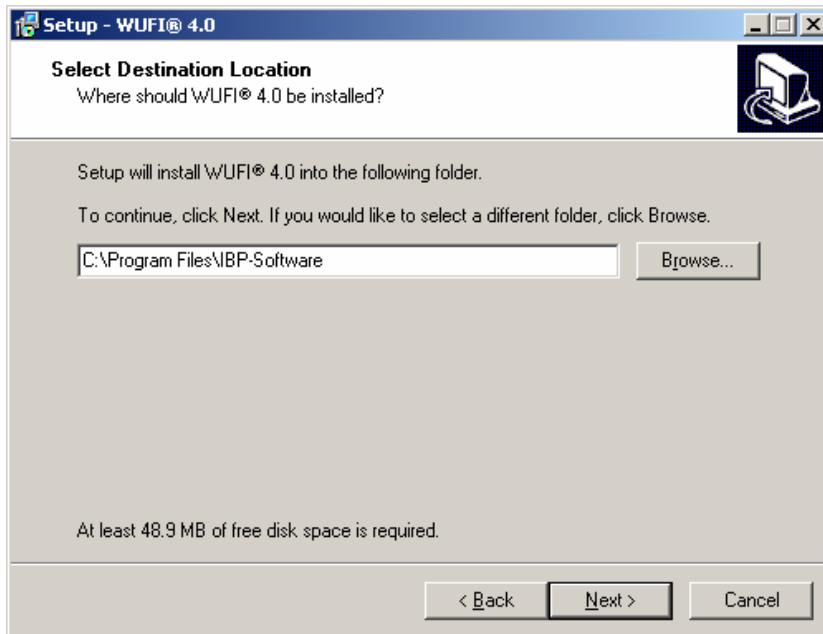 Setup - WUFI® 4.0
Select Destination Location
Where should WUFI® 4.0 be installed?
Setup will install WUFI® 4.0 into the following folder.
To continue, click Next. If you would like to select a different folder, click Browse.
C:\Program Files\IBP-Software
Browse...
At least 48.9 MB of free disk space is required.
< Back
Next >
Cancel